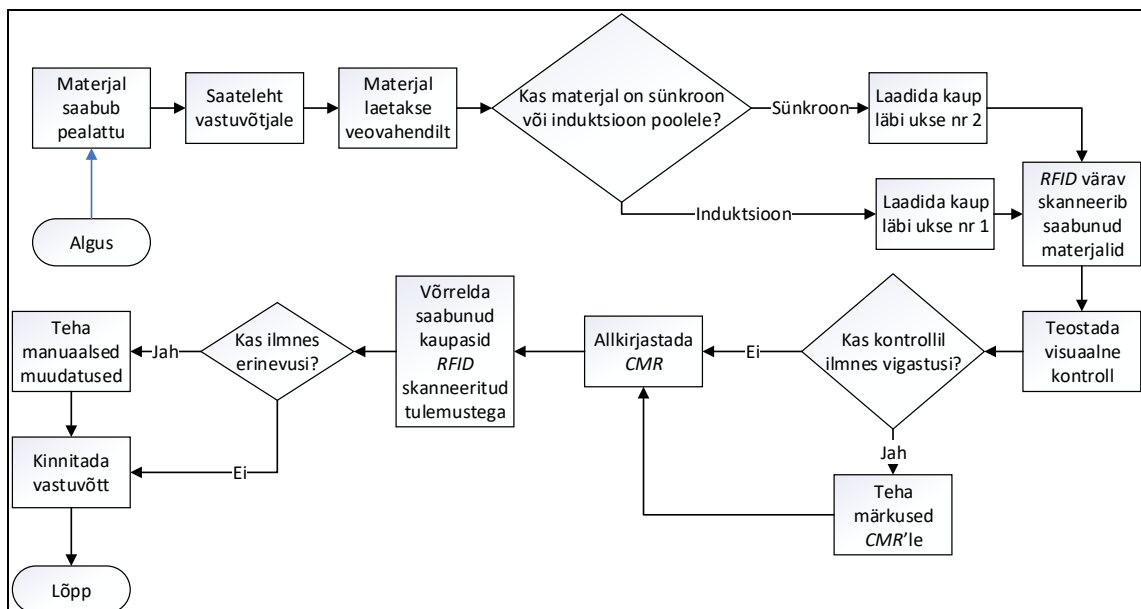 Materjal
saabub
pealattu
Saateleht
vastuvõtjale
Materjal
laetakse
veovahendilt
Kas materjal on sünkroon
või induktsioon poolele?
Sünkroon
Laadida kaup
läbi ukse nr 2
Induktsioon
Laadida kaup
läbi ukse nr 1
RFID värav
skanneerib
saabunud
materjalid
Algus
Teostada
visuaalne
kontroll
Kas kontrollil
ilmnes vigastusi?
Ei
Jah
Teha
märkused
CMR'le
Allkirjastada
CMR
Võrrelda
saabunud
kaupasid
RFID
skanneeritud
tulemustega
Kas ilmnes
erinevusi?
Jah
Ei
Teha
manuaalsed
muudatused
Kinnitada
vastuvõtt
Lõpp